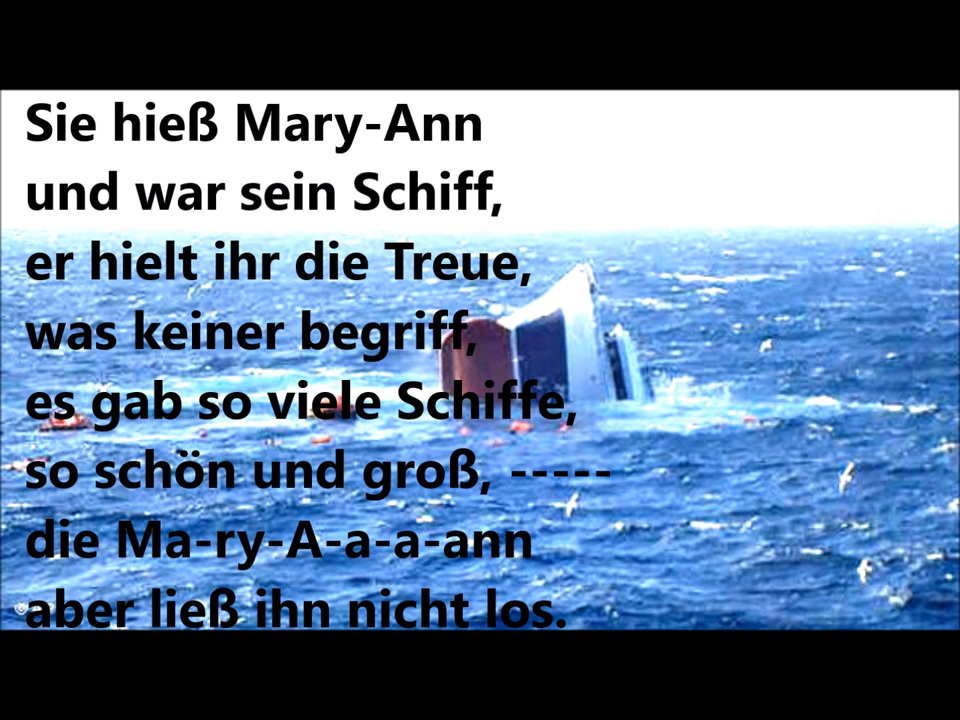 Sie hieß Mary-Ann
und war sein Schiff,
er hielt ihr die Treue,
was keiner begriff,
es gab so viele Schiffe,
so schön und groß, -----
die Ma-ry-A-a-a-ann
aber ließ ihn nicht los.